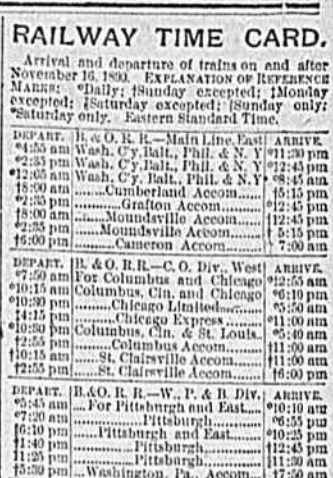 RAILWAY TIME CARD.
Arrival and departure of trains on and after
November 16, 1890. EXPLANATION OF REFERENCE
MARKS: *Daily; †Sunday excepted; ‡Monday
excepted; §Saturday excepted; ‖Sunday only;
°Saturday only. Eastern Standard Time.
DEPART. B. & O. R. R.—Main Line, East ARRIVE.
*4:55 am Wash. C'y, Balt., Phil. & N. Y *11:30 pm
*2:35 pm Wash. C'y, Balt., Phil. & N. Y *12:45 pm
*12:05 am Wash. C'y, Balt., Phil. & N. Y *8:45 am
†8:00 am ......Cumberland Accom..... †5:15 pm
*2:35 pm ........Grafton Accom........ *12:45 pm
†8:00 am ......Moundsville Accom...... †12:45 pm
*2:35 pm .....Moundsville Accom..... † 5:15 pm
†6:00 pm ......Cameron Accom...... † 7:00 am
DEPART. B. & O. R. R.—C. O. Div., West ARRIVE.
*7:50 am For Columbus and Chicago *12:55 am
*10:15 am Columbus, Cin. and Chicago *6:10 pm
*10:30 pm ........Chicago Limited...... *5:50 am
†4:15 pm ......Chicago Express ...... *11:00 am
*10:30 pm Columbus, Cin. & St. Louis.. *5:40 am
†2:55 pm ......Columbus Accom..... †11:00 am
†10:15 am ....St. Clairsville Accom.... †11:00 am
†2:55 pm ....St. Clairsville Accom... †6:00 pm
DEPART. B. & O. R. R.—W., P. & B. Div. ARRIVE.
*5:45 am ...For Pittsburgh and East.... *10:10 am
*7:20 am ...........Pittsburgh.......... *6:55 pm
†6:10 pm .....Pittsburgh and East..... *10:25 pm
†1:40 pm .........Pittsburgh......... †12:45 pm
‖1:25 pm .........Pittsburgh......... ‖11:30 am
†5:30 pm ...Washington, Pa., Accom... †7:50 am